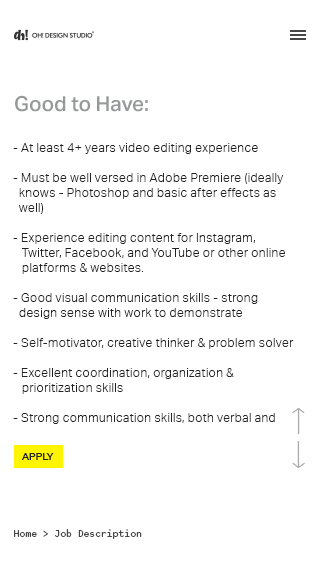 oh! OH! DESIGN STUDIO®
Good to Have:
- At least 4+ years video editing experience
- Must be well versed in Adobe Premiere (ideally
knows - Photoshop and basic after effects as
well)
- Experience editing content for Instagram,
Twitter, Facebook, and YouTube or other online
platforms & websites.
- Good visual communication skills - strong
design sense with work to demonstrate
- Self-motivator, creative thinker & problem solver
- Excellent coordination, organization &
prioritization skills
- Strong communication skills, both verbal and
APPLY
Home > Job Description